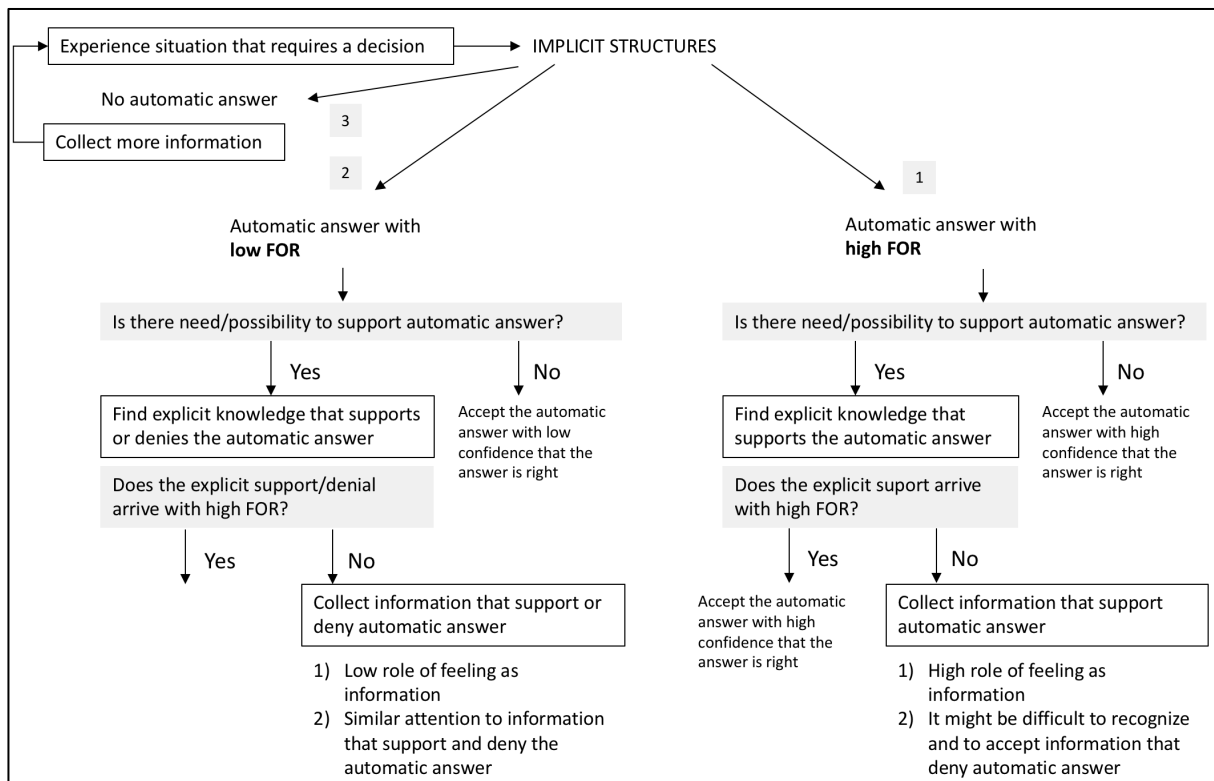 Experience situation that requires a decision
IMPLICIT STRUCTURES
No automatic answer
3
Collect more information
2
1
Automatic answer with
low FOR
Automatic answer with
high FOR
Is there need/possibility to support automatic answer?
Is there need/possibility to support automatic answer?
Yes
No
Yes
No
Find explicit knowledge that supports
or denies the automatic answer
Accept the automatic
answer with low
confidence that the
answer is right
Find explicit knowledge that
supports the automatic answer
Accept the automatic
answer with high
confidence that the
answer is right
Does the explicit support/denial
arrive with high FOR?
Does the explicit suport arrive
with high FOR?
Yes
No
Yes
No
Collect information that support or
deny automatic answer
Accept the automatic
answer with high
confidence that the
answer is right
Collect information that support
automatic answer
1) Low role of feeling as
information
2) Similar attention to information
that support and deny the
automatic answer
1) High role of feeling as
information
2) It might be difficult to recognize
and to accept information that
deny automatic answer